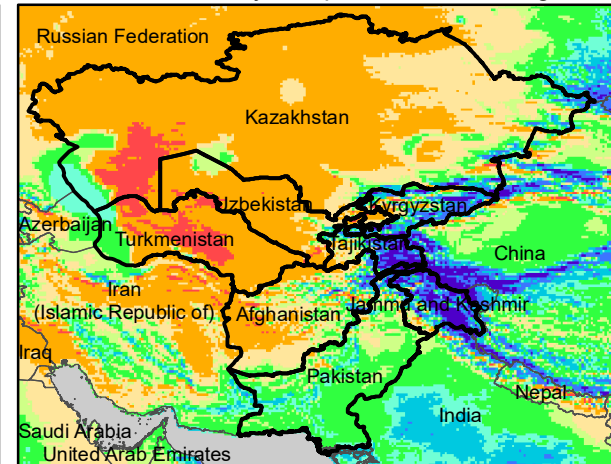 Russian Federation
Kazakhstan
Uzbekistan
Kyrgyzstan
Azerbaijan
Turkmenistan
Tajikistan
China
Iran
(Islamic Republic of)
Afghanistan
Jammu and Kashmir
Iraq
Pakistan
Nepal
India
Saudi Arabia
United Arab Emirates